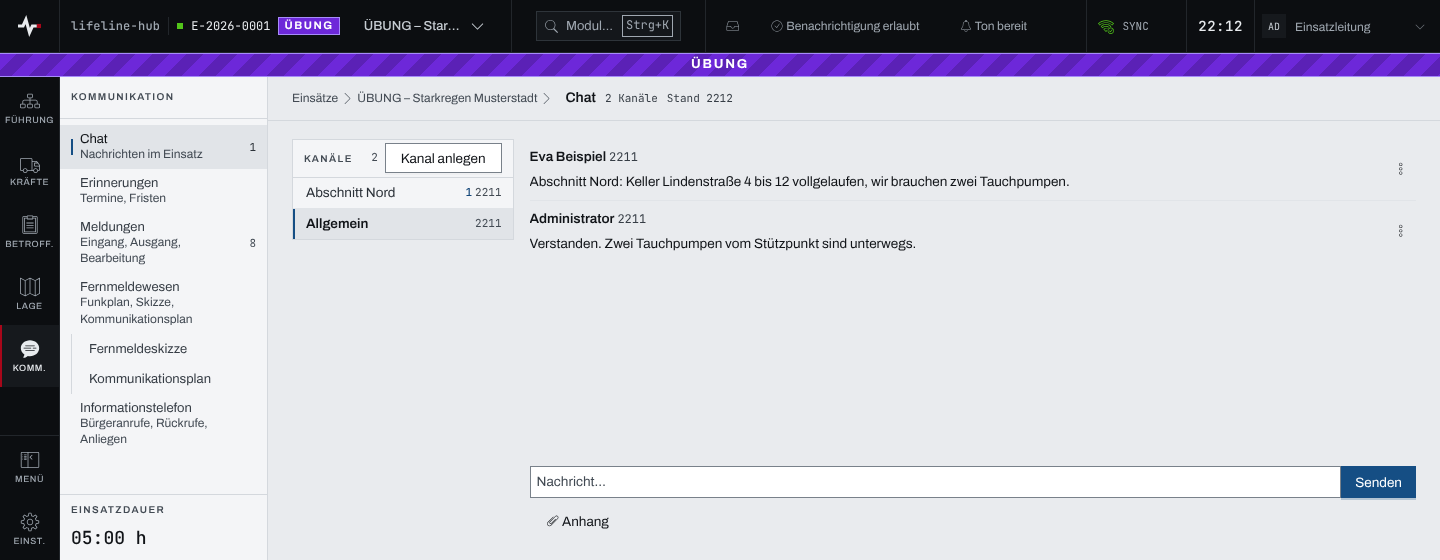 lifeline-hub E-2026-0001 ÜBUNG ÜBUNG – Star... Modul... Strg+K Benachrichtigung erlaubt Ton bereit SYNC 22:12 AD Einsatzleitung
ÜBUNG
FÜHRUNG
KRÄFTE
BETROFF.
LAGE
KOMM.
MENÜ
EINST.
KOMMUNIKATION
Chat
Nachrichten im Einsatz
1
Erinnerungen
Termine, Fristen
Meldungen
Eingang, Ausgang,
Bearbeitung
8
Fernmeldewesen
Funkplan, Skizze,
Kommunikationsplan
Fernmeldeskizze
Kommunikationsplan
Informationstelefon
Bürgeranrufe, Rückrufe,
Anliegen
EINSATZDAUER
05:00 h
Einsätze ÜBUNG – Starkregen Musterstadt Chat 2 Kanäle Stand 2212
KANÄLE 2 Kanal anlegen
Abschnitt Nord 1 2211
Allgemein 2211
Eva Beispiel 2211
Abschnitt Nord: Keller Lindenstraße 4 bis 12 vollgelaufen, wir brauchen zwei Tauchpumpen.
Administrator 2211
Verstanden. Zwei Tauchpumpen vom Stützpunkt sind unterwegs.
Nachricht... Senden
Anhang